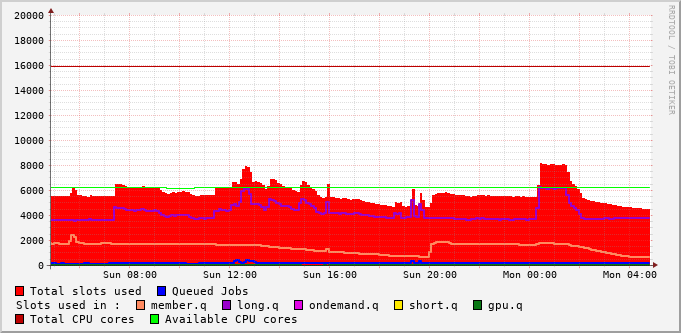 20000
18000
16000
14000
12000
10000
8000
6000
4000
2000
0
Sun 08:00 Sun 12:00 Sun 16:00 Sun 20:00 Mon 00:00 Mon 04:00
RRDTOOL / TOBI OETIKER
Total slots used Queued Jobs
Slots used in : member.q long.q ondemand.q short.q gpu.q
Total CPU cores Available CPU cores